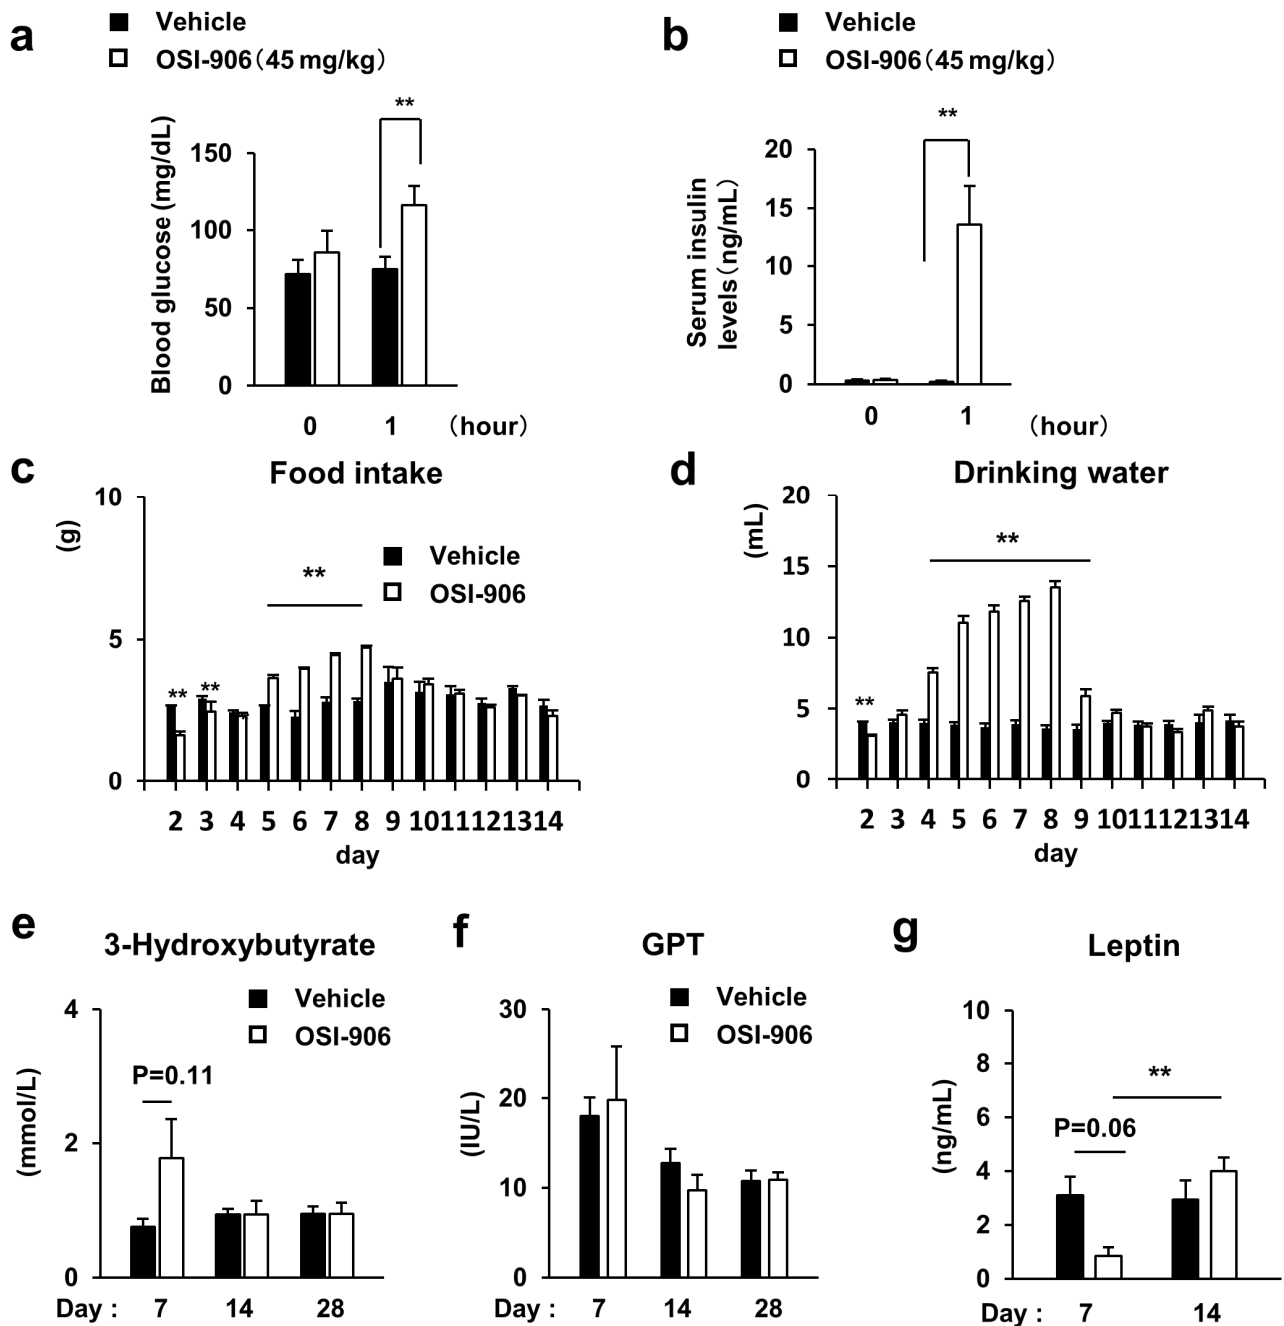 a
Vehicle
OSI-906（45 mg/kg）
**
Blood glucose (mg/dL)
150
100
50
0
0 1 （hour）
b
Vehicle
OSI-906（45 mg/kg）
**
Serum insulin
levels（ng/mL）
20
15
10
5
0
0 1 （hour）
c
Food intake
(g)
10
5
0
Vehicle
OSI-906
**
** **
*
2 3 4 5 6 7 8 9 10 11 12 13 14
day
d
Drinking water
(mL)
20
15
10
5
0
**
**
2 3 4 5 6 7 8 9 10 11 12 13 14
day
e
3-Hydroxybutyrate
Vehicle
OSI-906
(mmol/L)
4
2
0
P=0.11
Day : 7 14 28
f
GPT
Vehicle
OSI-906
(IU/L)
30
20
10
0
7 14 28
g
Leptin
(ng/mL)
10
8
6
4
2
0
**
P=0.06
Day : 7 14